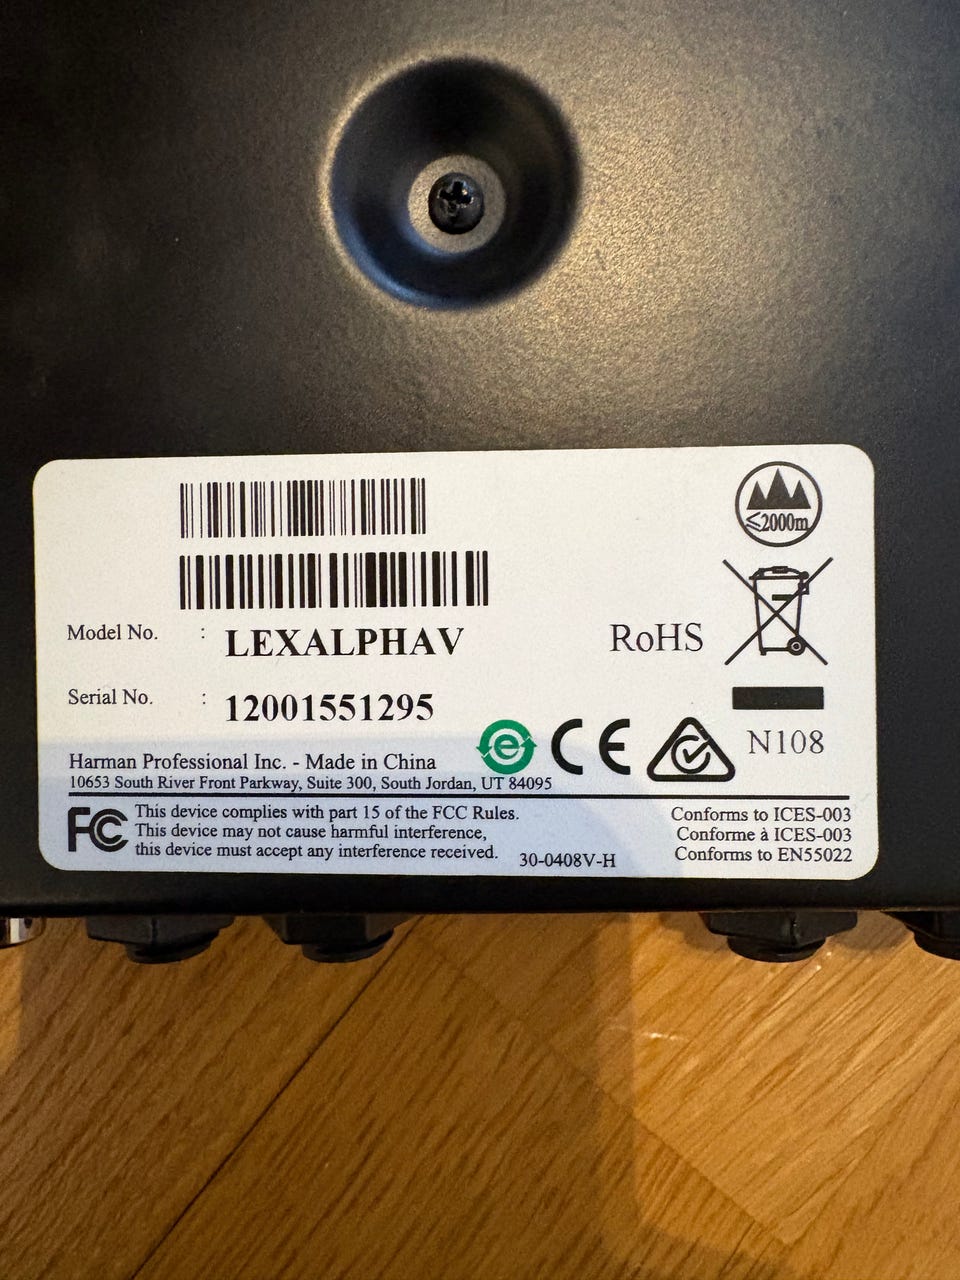 ≤2000m
Model No. : LEXALPHAV
RoHS
Serial No. : 12001551295
N108
e CE
Harman Professional Inc. - Made in China
10653 South River Front Parkway, Suite 300, South Jordan, UT 84095
FC This device complies with part 15 of the FCC Rules.
This device may not cause harmful interference,
this device must accept any interference received.
30-0408V-H
Conforms to ICES-003
Conforme à ICES-003
Conforms to EN55022